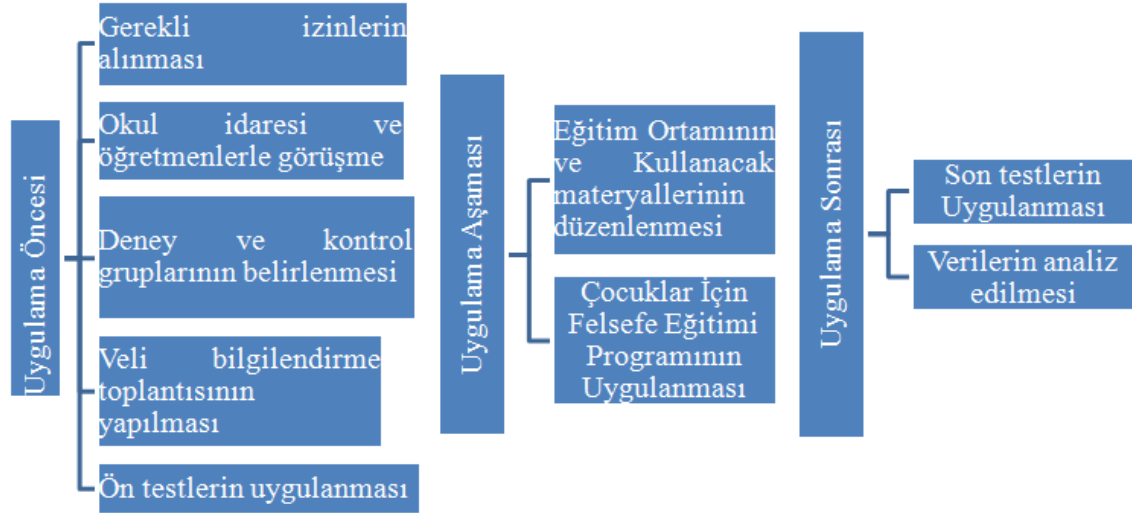 Uygulama Öncesi
Gerekli izinlerin
alınması
Okul idaresi ve
öğretmenlerle görüşme
Deney ve kontrol
gruplarının belirlenmesi
Veli bilgilendirme
toplantısının
yapılması
Ön testlerin uygulanması
Uygulama Aşaması
Eğitim Ortamının
ve Kullanacak
materyallerinin
düzenlenmesi
Çocuklar İçin
Felsefe Eğitimi
Programının
Uygulanması
Uygulama Sonrası
Son testlerin
Uygulanması
Verilerin analiz
edilmesi